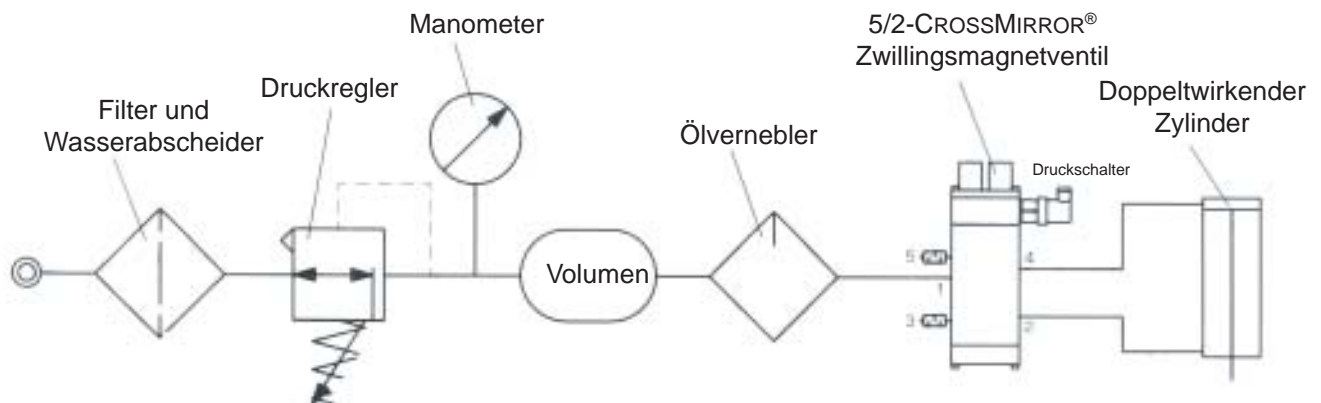 Manometer
5/2-CROSSMIRROR®
Zwillingsmagnetventil
Druckregler
Doppeltwirkender
Zylinder
Filter und
Wasserabscheider
Ölvernebler
Druckschalter
Volumen
5
4
1
3
2